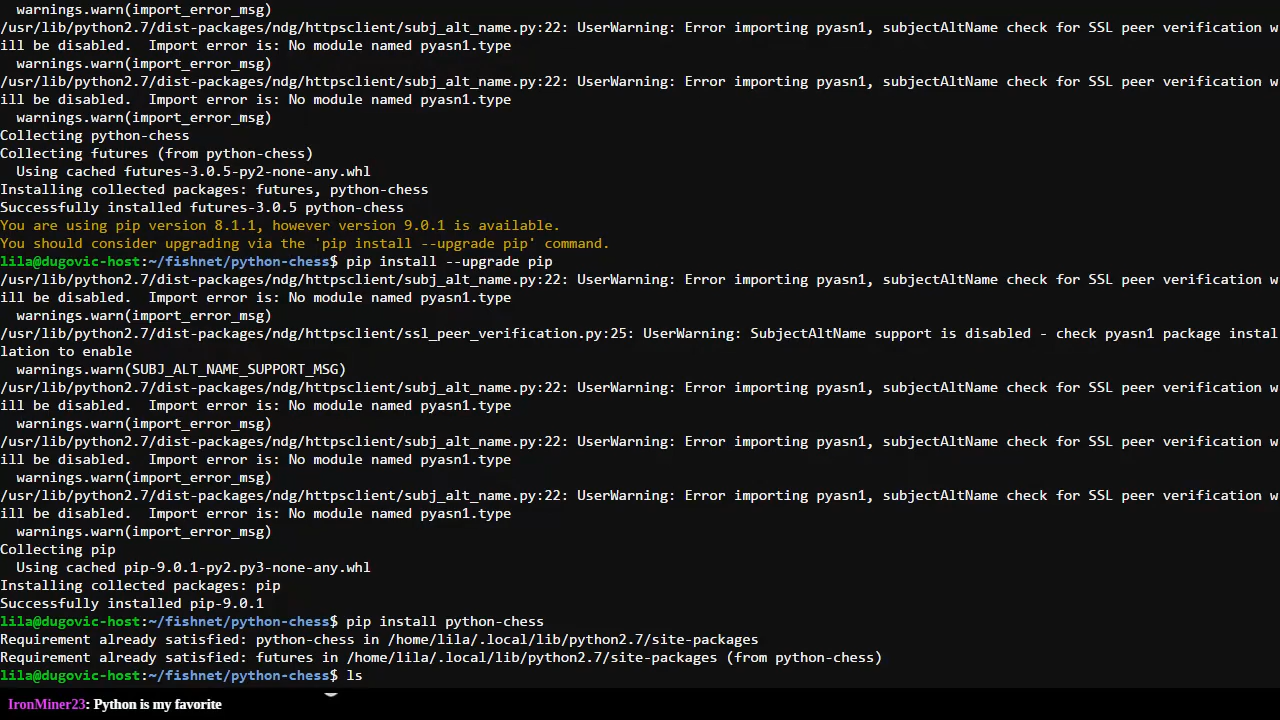 warnings.warn(import_error_msg)
/usr/lib/python2.7/dist-packages/ndg/httpsclient/subj_alt_name.py:22: UserWarning: Error importing pyasn1, subjectAltName check for SSL peer verification w
ill be disabled.  Import error is: No module named pyasn1.type
  warnings.warn(import_error_msg)
/usr/lib/python2.7/dist-packages/ndg/httpsclient/subj_alt_name.py:22: UserWarning: Error importing pyasn1, subjectAltName check for SSL peer verification w
ill be disabled.  Import error is: No module named pyasn1.type
  warnings.warn(import_error_msg)
Collecting python-chess
Collecting futures (from python-chess)
  Using cached futures-3.0.5-py2-none-any.whl
Installing collected packages: futures, python-chess
Successfully installed futures-3.0.5 python-chess
You are using pip version 8.1.1, however version 9.0.1 is available.
You should consider upgrading via the 'pip install --upgrade pip' command.
lila@dugovic-host:~/fishnet/python-chess$ pip install --upgrade pip
/usr/lib/python2.7/dist-packages/ndg/httpsclient/subj_alt_name.py:22: UserWarning: Error importing pyasn1, subjectAltName check for SSL peer verification w
ill be disabled.  Import error is: No module named pyasn1.type
  warnings.warn(import_error_msg)
/usr/lib/python2.7/dist-packages/ndg/httpsclient/ssl_peer_verification.py:25: UserWarning: SubjectAltName support is disabled - check pyasn1 package instal
lation to enable
  warnings.warn(SUBJ_ALT_NAME_SUPPORT_MSG)
/usr/lib/python2.7/dist-packages/ndg/httpsclient/subj_alt_name.py:22: UserWarning: Error importing pyasn1, subjectAltName check for SSL peer verification w
ill be disabled.  Import error is: No module named pyasn1.type
  warnings.warn(import_error_msg)
/usr/lib/python2.7/dist-packages/ndg/httpsclient/subj_alt_name.py:22: UserWarning: Error importing pyasn1, subjectAltName check for SSL peer verification w
ill be disabled.  Import error is: No module named pyasn1.type
  warnings.warn(import_error_msg)
/usr/lib/python2.7/dist-packages/ndg/httpsclient/subj_alt_name.py:22: UserWarning: Error importing pyasn1, subjectAltName check for SSL peer verification w
ill be disabled.  Import error is: No module named pyasn1.type
  warnings.warn(import_error_msg)
Collecting pip
  Using cached pip-9.0.1-py2.py3-none-any.whl
Installing collected packages: pip
Successfully installed pip-9.0.1
lila@dugovic-host:~/fishnet/python-chess$ pip install python-chess
Requirement already satisfied: python-chess in /home/lila/.local/lib/python2.7/site-packages
Requirement already satisfied: futures in /home/lila/.local/lib/python2.7/site-packages (from python-chess)
lila@dugovic-host:~/fishnet/python-chess$ ls
IronMiner23: Python is my favorite